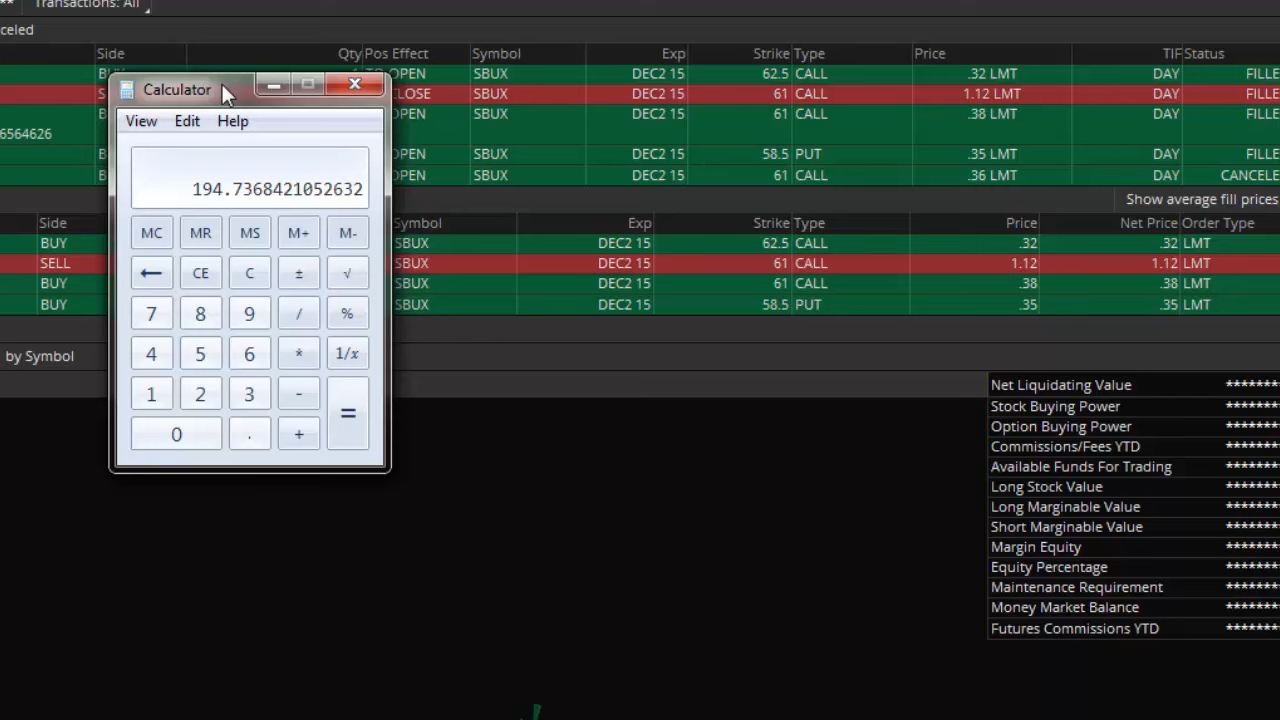 ** Transactions: All
celed
Side Qty Pos Effect Symbol Exp Strike Type Price TIF Status
OPEN SBUX DEC2 15 62.5 CALL .32 LMT DAY FILLE
CLOSE SBUX DEC2 15 61 CALL 1.12 LMT DAY FILLE
OPEN SBUX DEC2 15 61 CALL .38 LMT DAY FILLE
6564626
OPEN SBUX DEC2 15 58.5 PUT .35 LMT DAY FILLE
OPEN SBUX DEC2 15 61 CALL .36 LMT DAY CANCELE
Show average fill prices
Side Symbol Exp Strike Type Price Net Price Order Type
BUY SBUX DEC2 15 62.5 CALL .32 .32 LMT
SELL SBUX DEC2 15 61 CALL 1.12 1.12 LMT
BUY SBUX DEC2 15 61 CALL .38 .38 LMT
BUY SBUX DEC2 15 58.5 PUT .35 .35 LMT
by Symbol
Calculator
View Edit Help
194.7368421052632
MC MR MS M+ M-
← CE C ± √
7 8 9 / %
4 5 6 * 1/x
1 2 3 - =
0 . +
Net Liquidating Value *******
Stock Buying Power *******
Option Buying Power *******
Commissions/Fees YTD *******
Available Funds For Trading *******
Long Stock Value *******
Long Marginable Value *******
Short Marginable Value *******
Margin Equity *******
Equity Percentage *******
Maintenance Requirement *******
Money Market Balance *******
Futures Commissions YTD *******